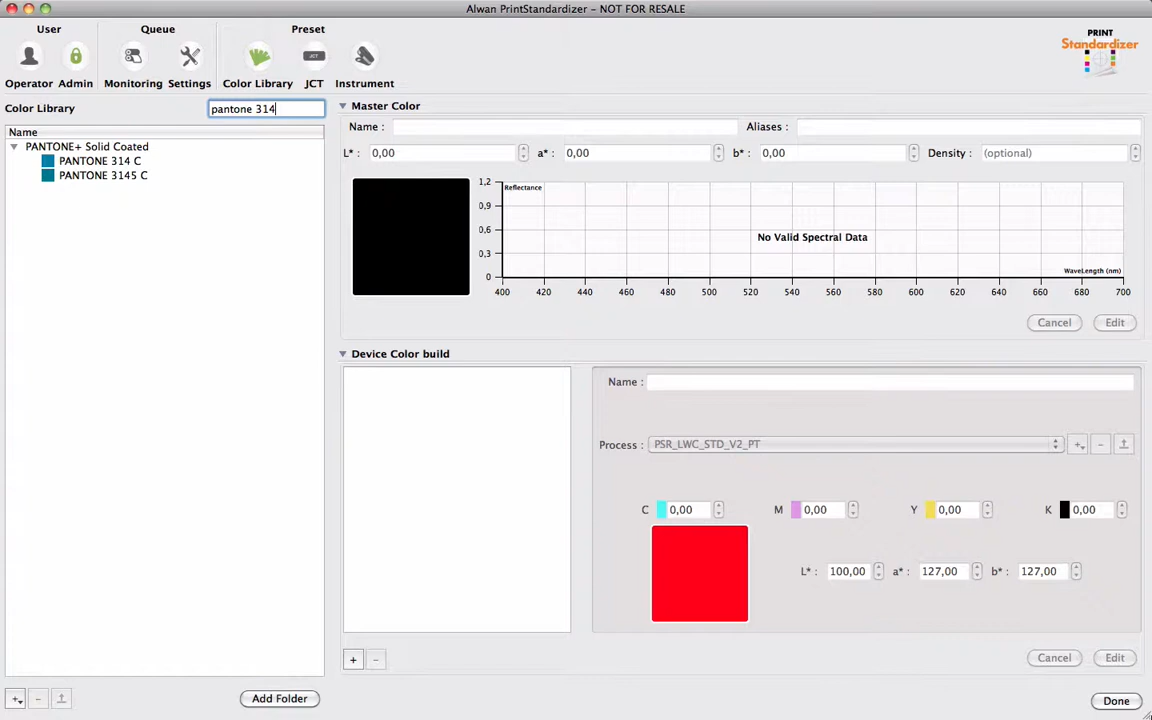 Alwan PrintStandardizer - NOT FOR RESALE
User
Queue
Preset
Operator
Admin
Monitoring
Settings
Color Library
JCT
JCT
Instrument
PRINT
Standardizer
Color Library
pantone 314
Name
PANTONE+ Solid Coated
PANTONE 314 C
PANTONE 3145 C
Add Folder
Master Color
Name :
Aliases :
L* : 0,00
a* : 0,00
b* : 0,00
Density : (optional)
Reflectance
1,2
0,9
0,6
0,3
0
No Valid Spectral Data
WaveLength (nm)
400 420 440 460 480 500 520 540 560 580 600 620 640 660 680 700
Cancel
Edit
Device Color build
Name :
Process : PSR_LWC_STD_V2_PT
C 0,00
M 0,00
Y 0,00
K 0,00
L* : 100,00
a* : 127,00
b* : 127,00
Cancel
Edit
Done